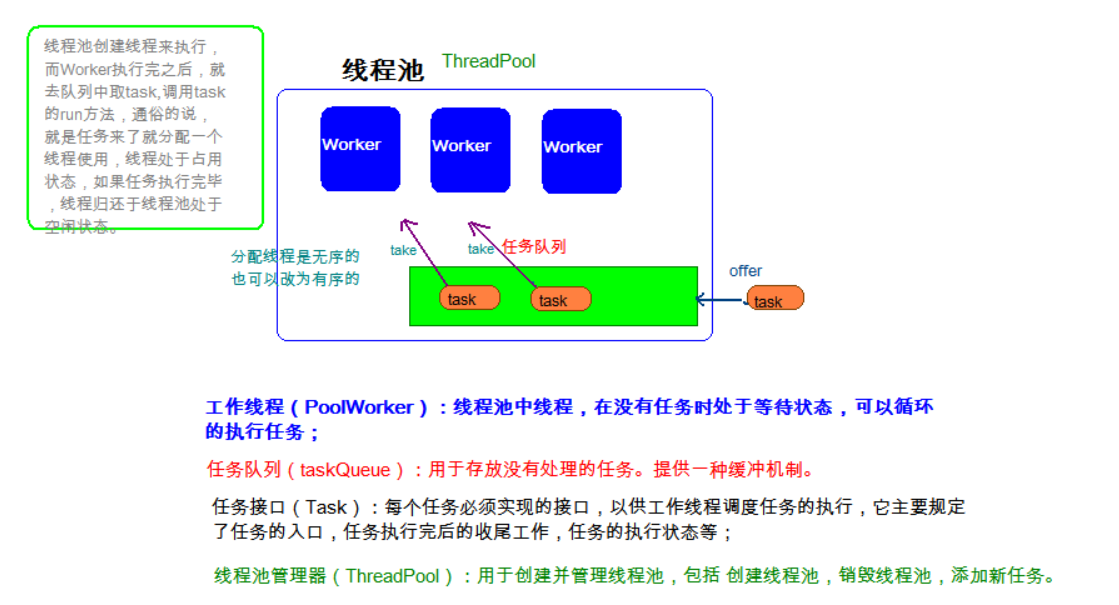 线程池创建线程来执行，
而Worker执行完之后，就
去队列中取task,调用task
的run方法，通俗的说，
就是任务来了就分配一个
线程使用，线程处于占用
状态，如果任务执行完毕
，线程归还于线程池处于
空闲状态。
线程池 ThreadPool
Worker Worker Worker
分配线程是无序的
也可以改为有序的
take take 任务队列
task task
offer
task
工作线程（PoolWorker）：线程池中线程，在没有任务时处于等待状态，可以循环
的执行任务；
任务队列（taskQueue）：用于存放没有处理的任务。提供一种缓冲机制。
任务接口（Task）：每个任务必须实现的接口，以供工作线程调度任务的执行，它主要规定
了任务的入口，任务执行完后的收尾工作，任务的执行状态等；
线程池管理器（ThreadPool）：用于创建并管理线程池，包括 创建线程池，销毁线程池，添加新任务。